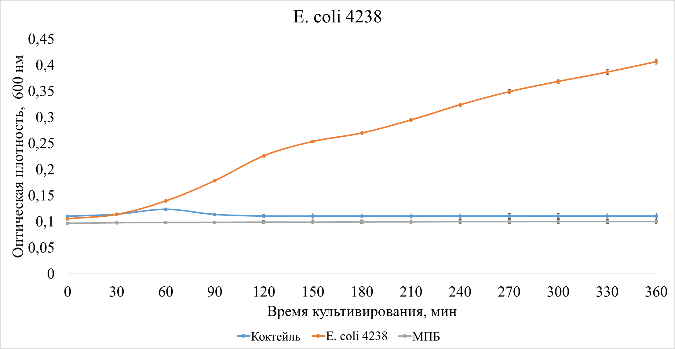 E. coli 4238
Оптическая плотность, 600 нм
0,45
0,4
0,35
0,3
0,25
0,2
0,15
0,1
0,05
0
0 30 60 90 120 150 180 210 240 270 300 330 360
Время культивирования, мин
Коктейль E. coli 4238 МПБ